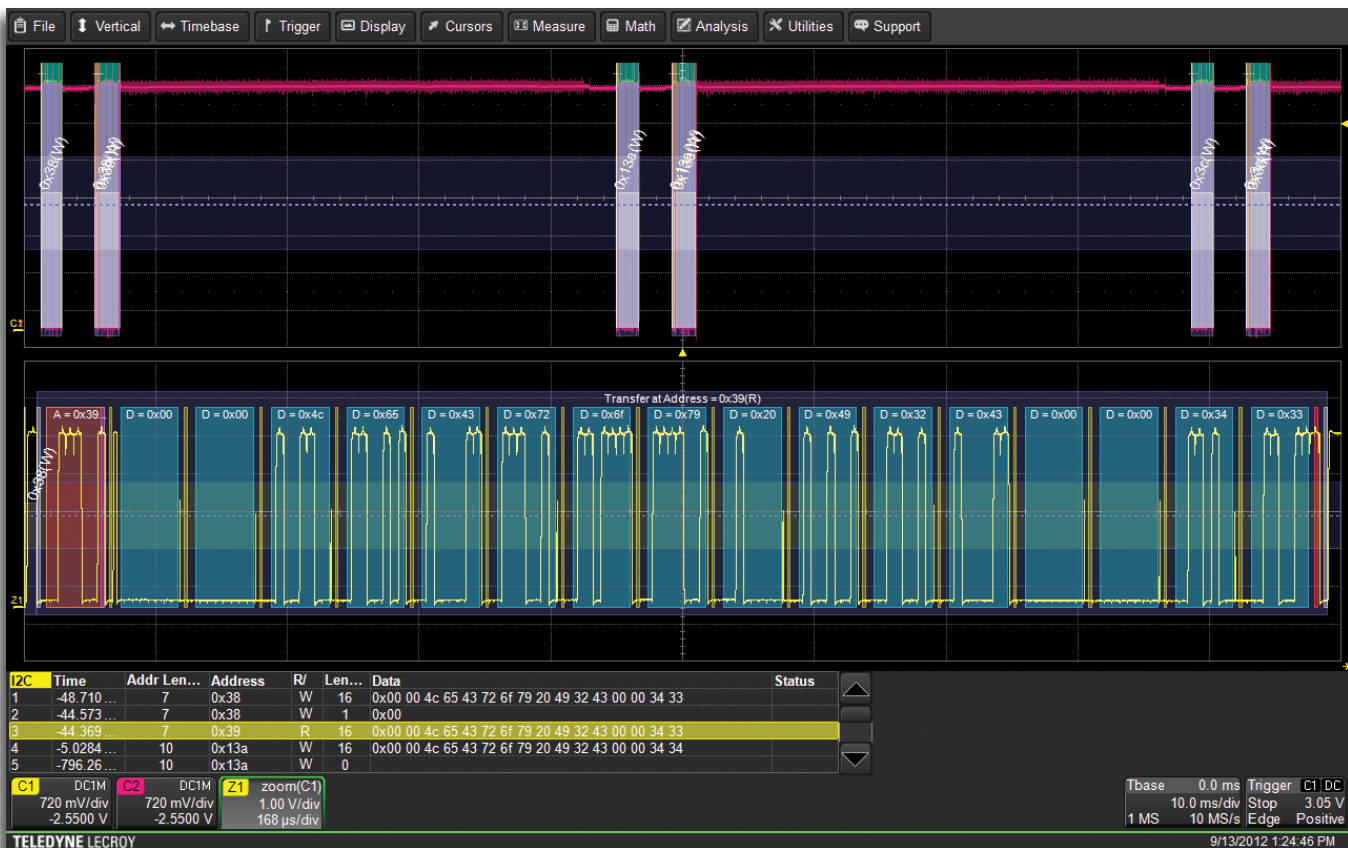 File Vertical Timebase Trigger Display Cursors Measure Math Analysis Utilities Support
0x38(W) 0x13a(W) 0x3c(W)
C2
Transfer at Address = 0x39(R)
A = 0x39... D = 0x00 D = 0x00 D = 0x4c D = 0x65 D = 0x43 D = 0x72 D = 0x6f D = 0x79 D = 0x20 D = 0x49 D = 0x32 D = 0x43 D = 0x00 D = 0x00 D = 0x34 D = 0x33
0x38(W)
Z1
I2C Time Addr Len... Address R/ Len... Data Status
1 -48.710 ... 7 0x38 W 16 0x00 00 4c 65 43 72 6f 79 20 49 32 43 00 00 34 33
2 -44.573 ... 7 0x38 W 1 0x00
3 -44.369 ... 7 0x39 R 16 0x00 00 4c 65 43 72 6f 79 20 49 32 43 00 00 34 33
4 -5.0284 ... 10 0x13a W 16 0x00 00 4c 65 43 72 6f 79 20 49 32 43 00 00 34 34
5 -796.26 ... 10 0x13a W 0
C1 DC1M C2 DC1M Z1 zoom(C1) Tbase 0.0 ms Trigger C1 DC
720 mV/div 720 mV/div 1.00 V/div 10.0 ms/div Stop 3.05 V
-2.5500 V -2.5500 V 168 µs/div 1 MS 10 MS/s Edge Positive
TELEDYNE LECROY 9/13/2012 1:24:46 PM